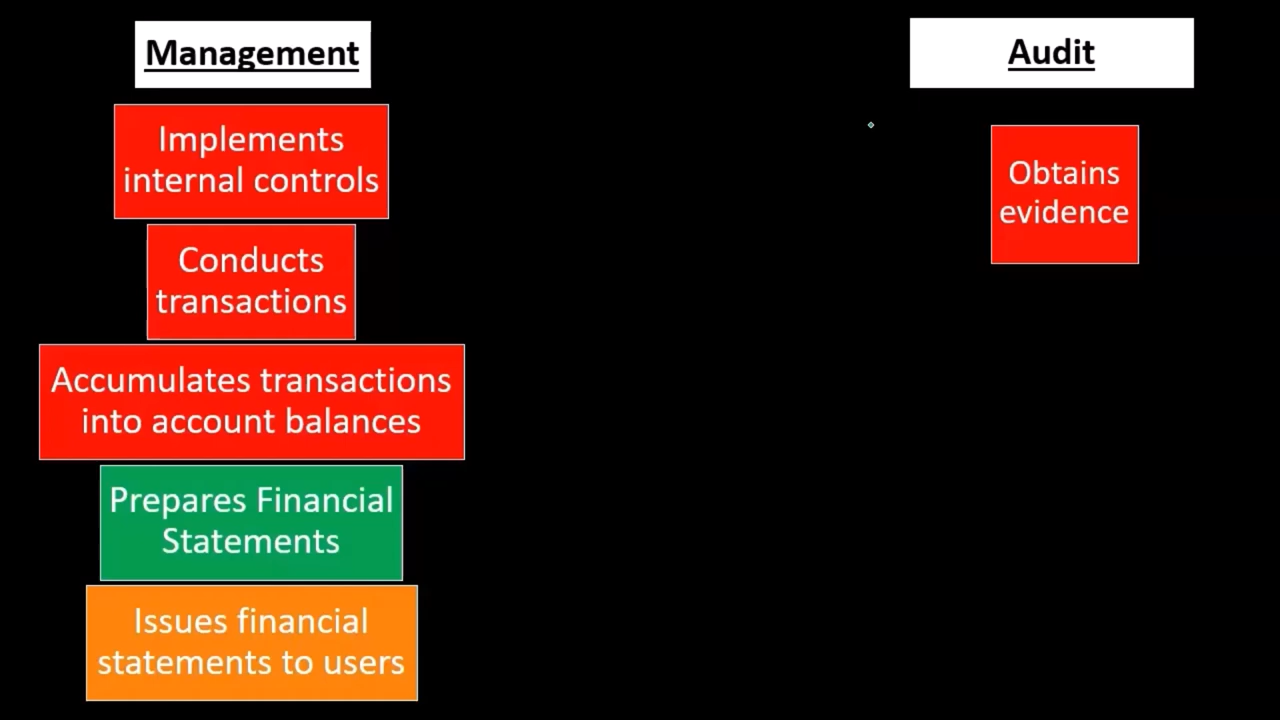 Management
Implements
internal controls
Conducts
transactions
Accumulates transactions
into account balances
Prepares Financial
Statements
Issues financial
statements to users
Audit
Obtains
evidence